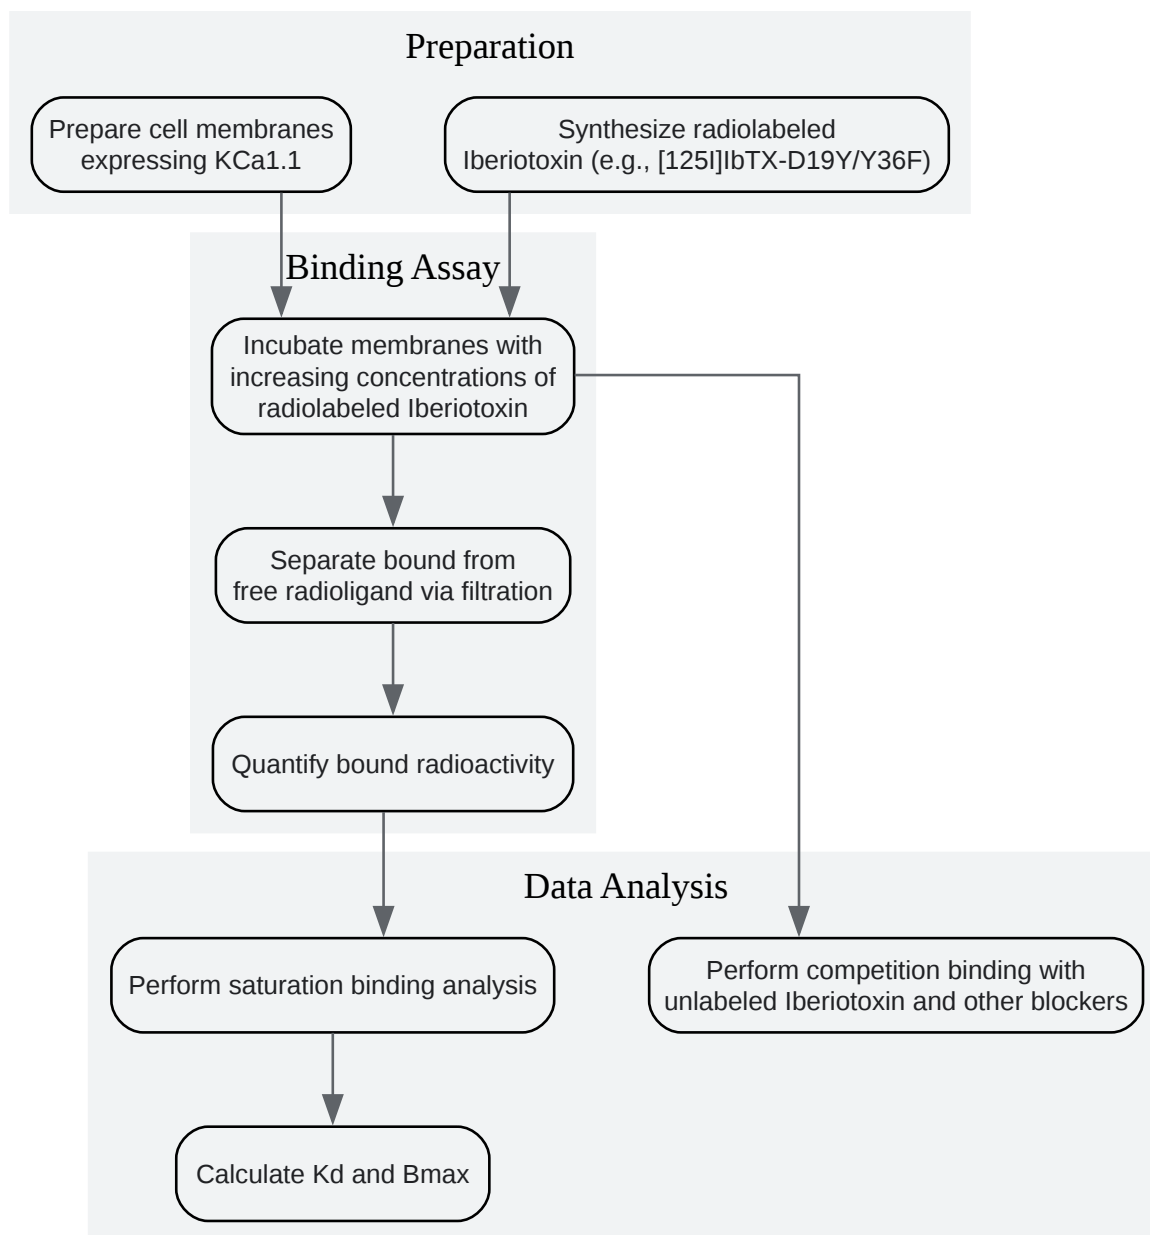 Preparation
Prepare cell membranes
expressing KCa1.1
Synthesize radiolabeled
Iberiotoxin (e.g., [125I]IbTX-D19Y/Y36F)
Binding Assay
Incubate membranes with
increasing concentrations of
radiolabeled Iberiotoxin
Separate bound from
free radioligand via filtration
Quantify bound radioactivity
Data Analysis
Perform saturation binding analysis
Perform competition binding with
unlabeled Iberiotoxin and other blockers
Calculate Kd and Bmax